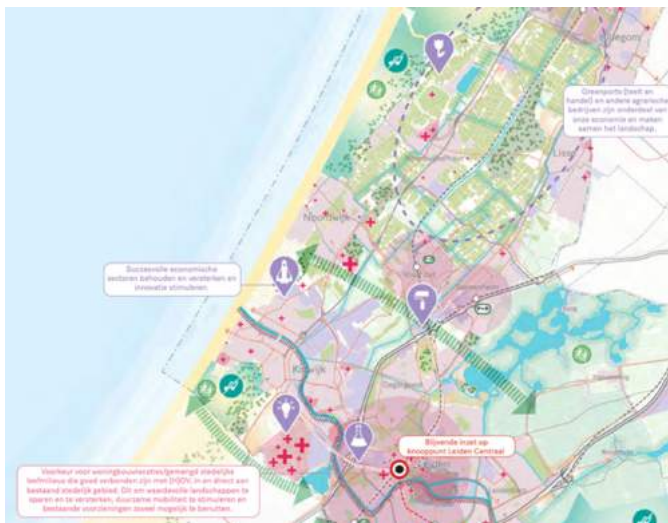 Hillegom
Greenports (teelt en
handel) en andere agrarische
bedrijven zijn onderdeel van
onze economie en maken
samen het landschap.
Lisse
Noordwijk
Succesvolle economische
sectoren behouden en versterken en
innovatie stimuleren
Katwijk
Oegstgeest
Blijvende inzet op
knooppunt Leiden Centraal
Leiden
Voorkeur voor woningbouwlocaties/gemengd stedelijke
leefmilieus die goed verbonden zijn met (H)OV, in en direct aan
bestaand stedelijk gebied. Dit om waardevolle landschappen te
sparen en te versterken, duurzame mobiliteit te stimuleren en
bestaande voorzieningen zoveel mogelijk te benutten.